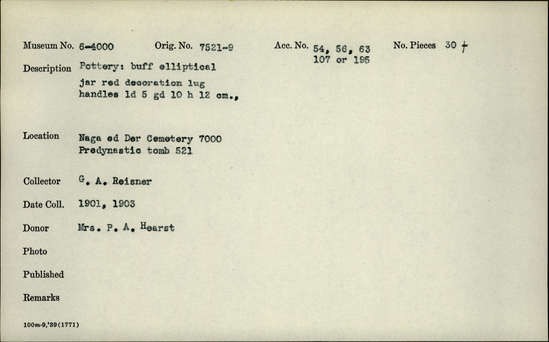 Museum No. 6-4000 Orig. No. 7521-9 Acc. No. 54, 56, 63 No. Pieces 30 +
107 or 195
Description Pottery: buff elliptical
jar red decoration lug
handles ld 5 gd 10 h 12 cm.,
Location Naga ed Der Cemetery 7000
Predynastic tomb 521
Collector G. A. Reisner
Date Coll. 1901, 1903
Donor Mrs. P. A. Hearst
Photo
Published
Remarks
100m-9,'39(1771)